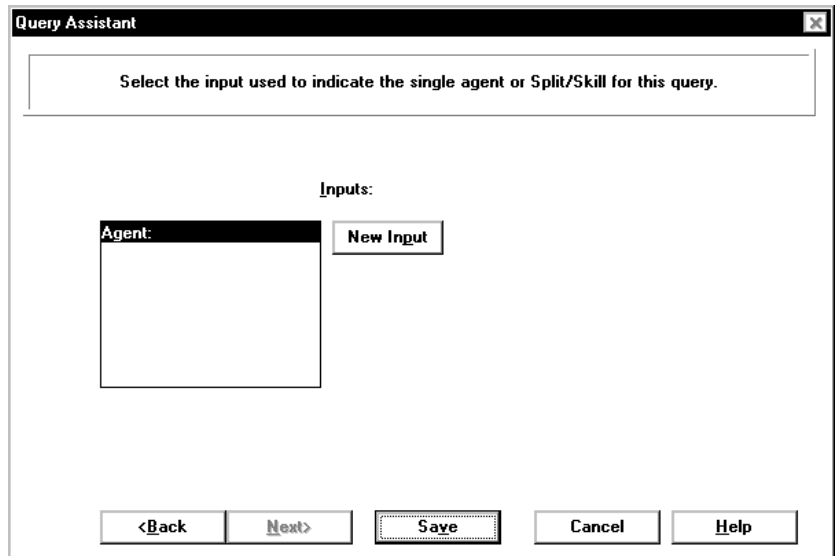 Query Assistant
Select the input used to indicate the single agent or Split/Skill for this query.
Inputs:
Agent:
New Input
<Back
Next>
Save
Cancel
Help